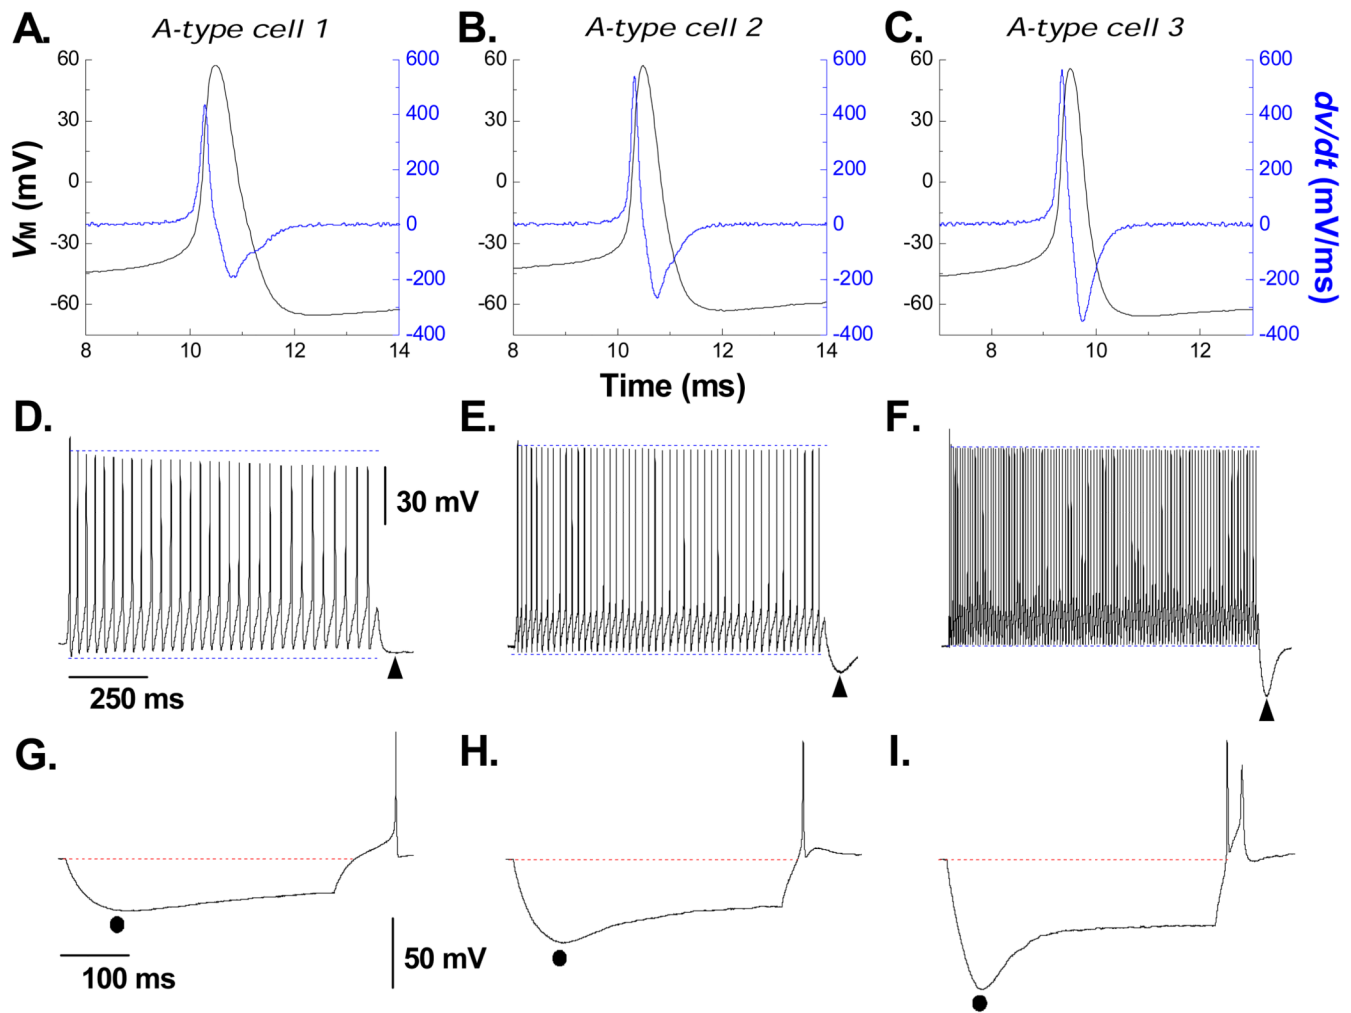 A. A-type cell 1
B. A-type cell 2
C. A-type cell 3
VM (mV)
60
30
0
-30
-60
8 10 12 14
600
400
200
0
-200
-400
60
30
0
-30
-60
8 10 12 14
600
400
200
0
-200
-400
60
30
0
-30
-60
8 10 12
600
400
200
0
-200
-400
dv/dt (mV/ms)
Time (ms)
D.
30 mV
250 ms
E.
F.
G.
100 ms
50 mV
H.
I.